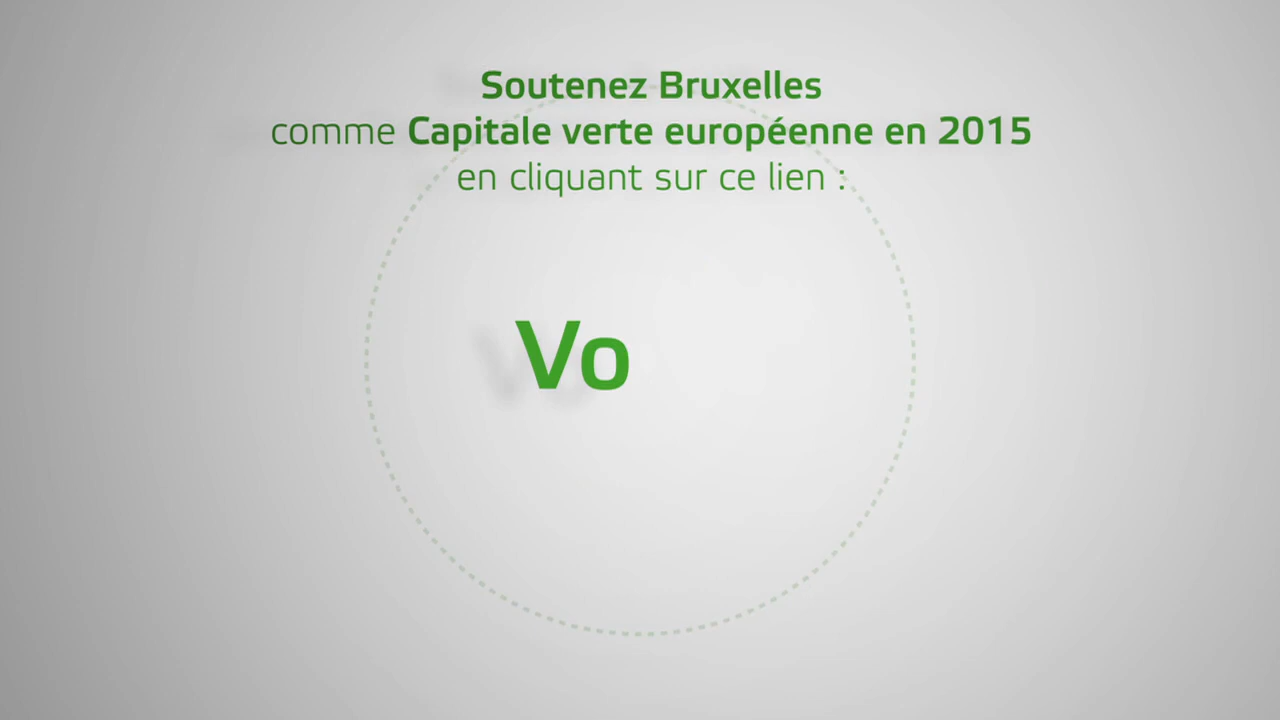 Soutenez Bruxelles
comme Capitale verte européenne en 2015
en cliquant sur ce lien :
Vo